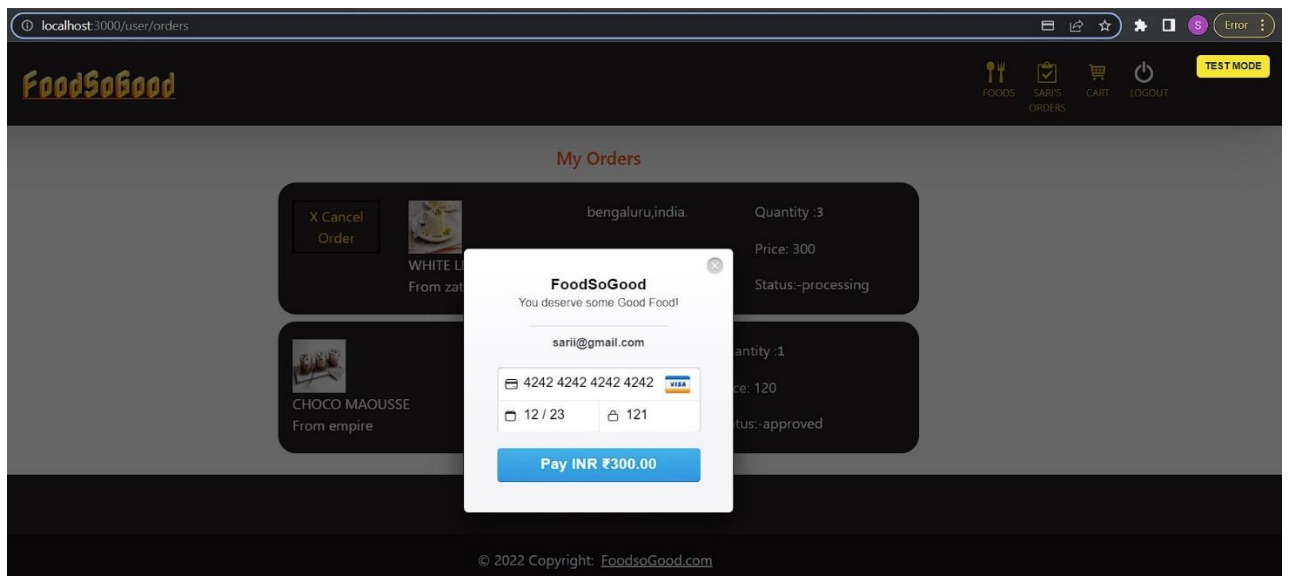 localhost:3000/user/orders
S
Error
FoodSoGood
FOODS
SARI'S
ORDERS
CART
LOGOUT
TEST MODE
My Orders
X Cancel
Order
WHITE
From
bengaluru,india.
Quantity :3
Price: 300
Status:-processing
FoodSoGood
You deserve some Good Food!
sarii@gmail.com
4242 4242 4242 4242 VISA
12 / 23 121
Pay INR ₹300.00
CHOCO MAOUSSE
From empire
antity :1
ce: 120
tus:-approved
© 2022 Copyright: FoodsoGood.com